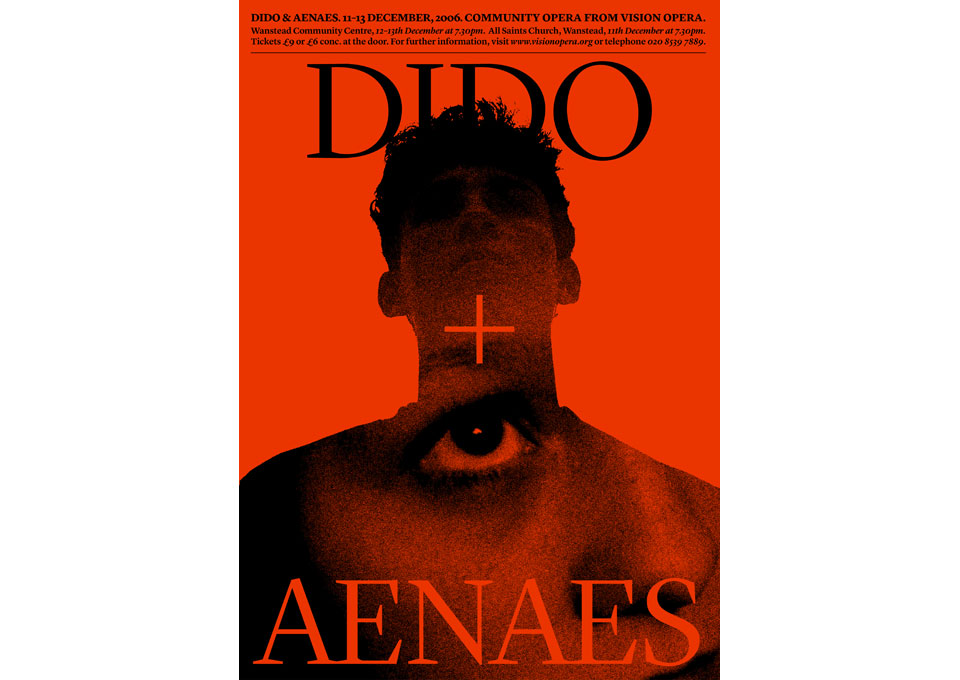 DIDO & AENAES. 11-13 DECEMBER, 2006. COMMUNITY OPERA FROM VISION OPERA.
Wanstead Community Centre, 12-13th December at 7.30pm. All Saints Church, Wanstead, 11th December at 7.30pm.
Tickets £9 or £6 conc. at the door. For further information, visit www.visionopera.org or telephone 020 8539 7889.
DIDO
+
AENAES